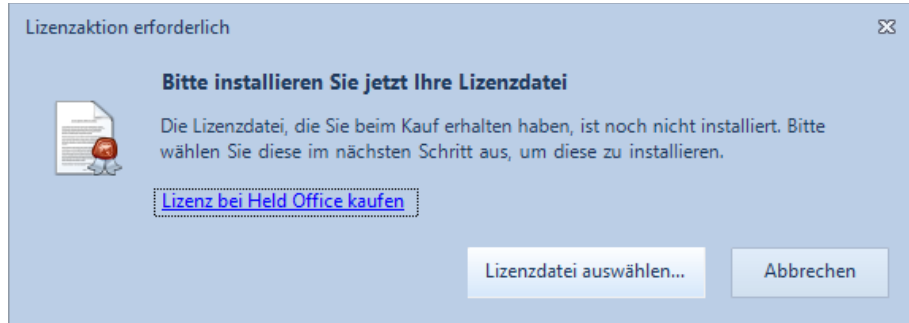 Lizenzaktion erforderlich
Bitte installieren Sie jetzt Ihre Lizenzdatei
Die Lizenzdatei, die Sie beim Kauf erhalten haben, ist noch nicht installiert. Bitte
wählen Sie diese im nächsten Schritt aus, um diese zu installieren.
Lizenz bei Held Office kaufen
Lizenzdatei auswählen...
Abbrechen